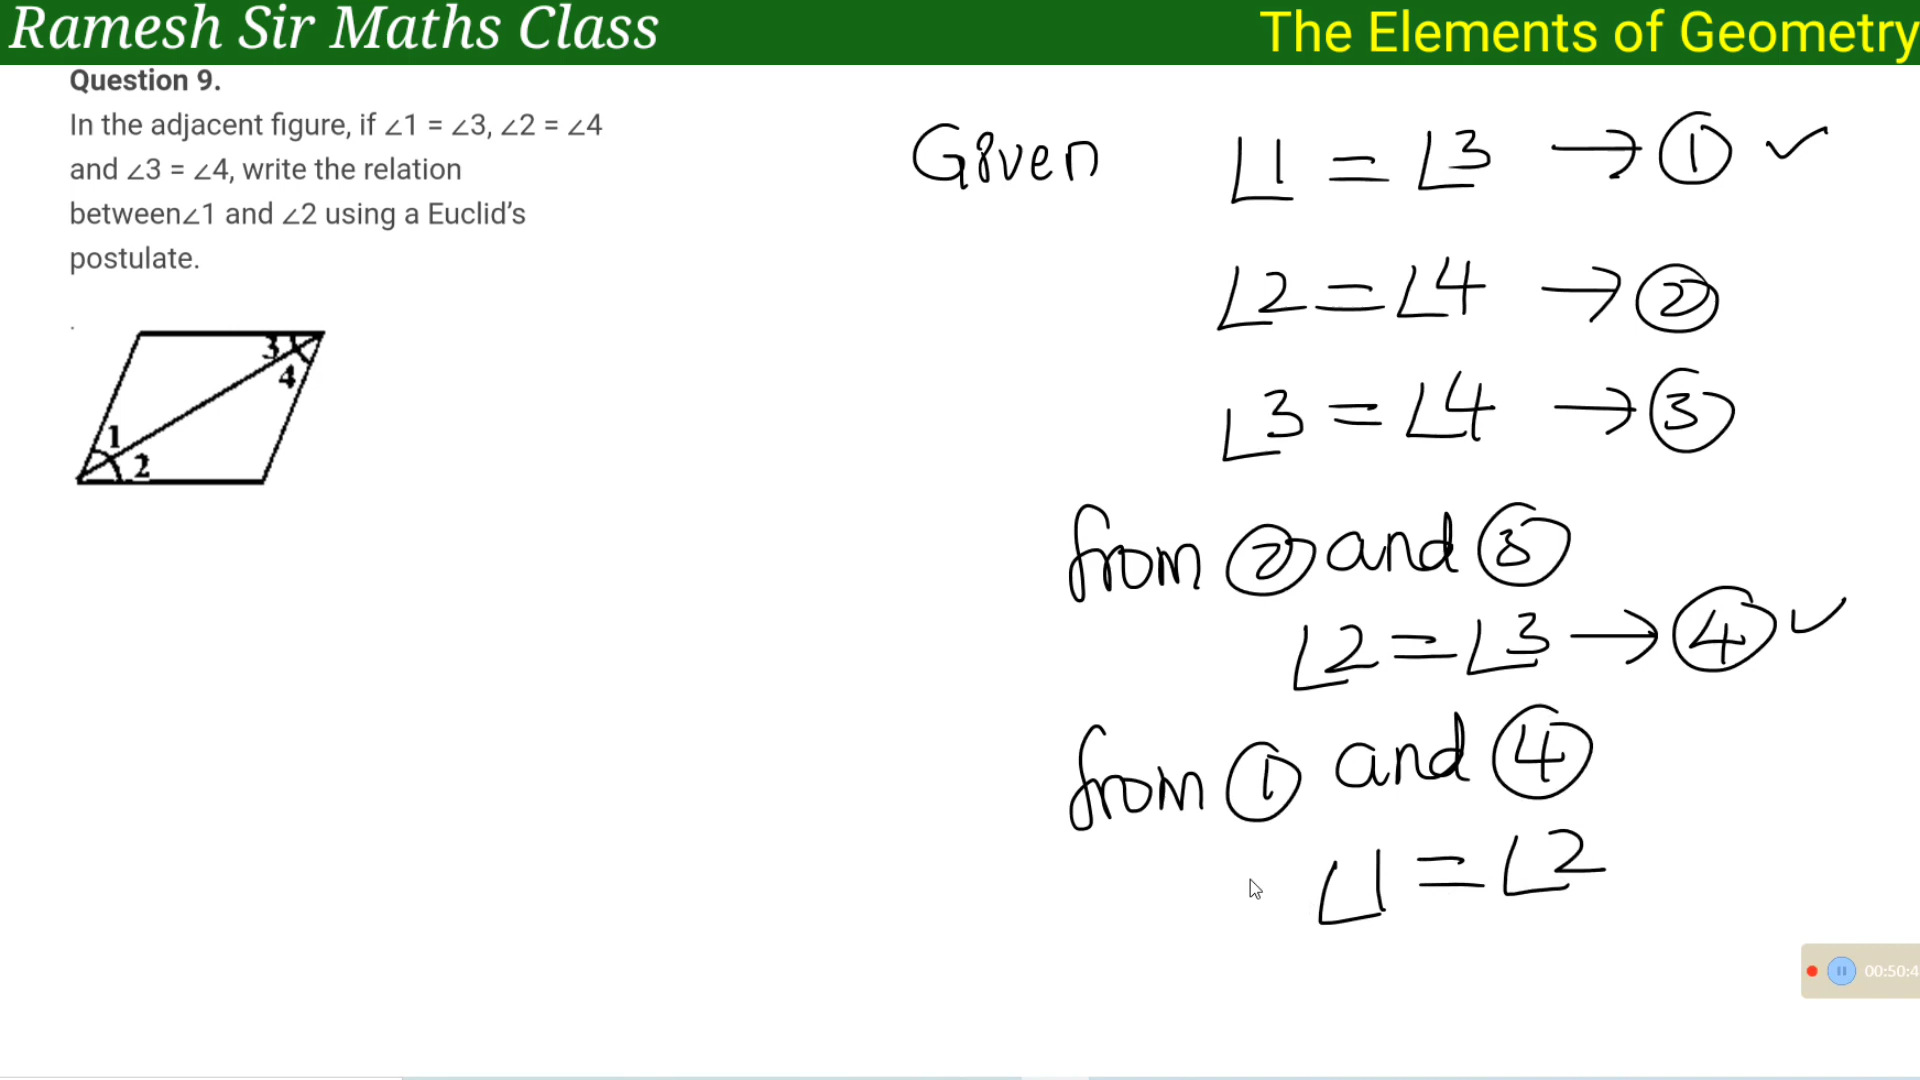 Ramesh Sir Maths Class
The Elements of Geometry
Question 9.
In the adjacent figure, if ∠1 = ∠3, ∠2 = ∠4
and ∠3 = ∠4, write the relation
between∠1 and ∠2 using a Euclid's
postulate.
3
4
1
2
Given ∠1 = ∠3 → ① ✓
∠2 = ∠4 → ②
∠3 = ∠4 → ③
from ② and ③
∠2 = ∠3 → ④ ✓
from ① and ④
∠1 = ∠2
00:50:4